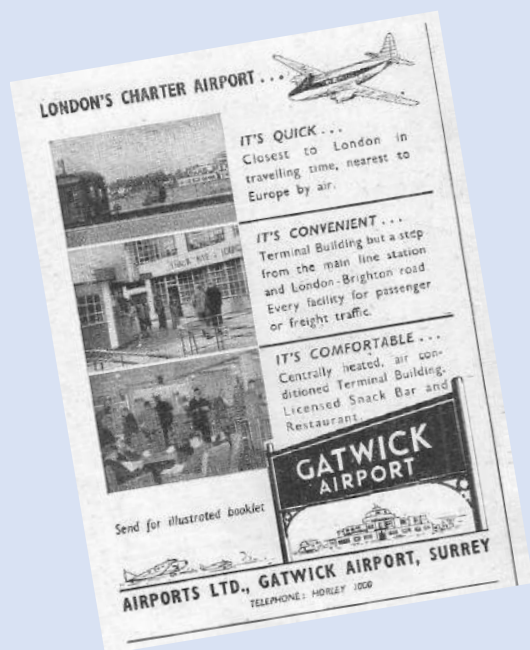 LONDON'S CHARTER AIRPORT...
IT'S QUICK...
Closest to London in
travelling time, nearest to
Europe by air.
IT'S CONVENIENT...
Terminal Building but a step
from the main line station
and London-Brighton road
Every facility for passenger
or freight traffic.
IT'S COMFORTABLE...
Centrally heated, air con-
ditioned Terminal Building.
Licensed Snack Bar and
Restaurant.
GATWICK
AIRPORT
Send for illustrated booklet
AIRPORTS LTD., GATWICK AIRPORT, SURREY
TELEPHONE: HORLEY